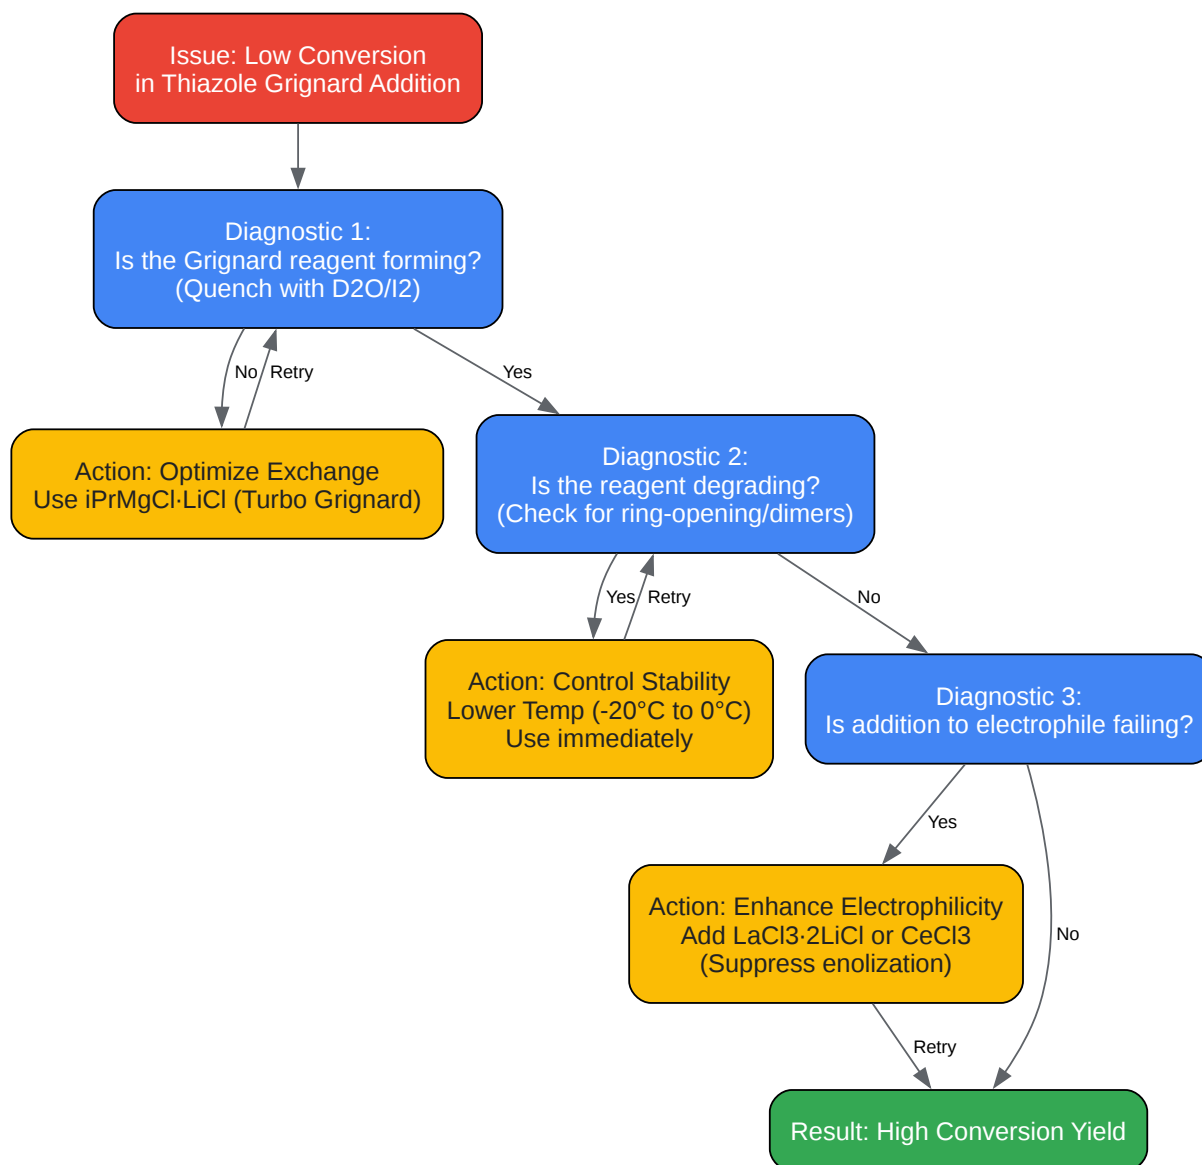 Issue: Low Conversion
in Thiazole Grignard Addition
Diagnostic 1:
Is the Grignard reagent forming?
(Quench with D2O/I2)
No
Retry
Yes
Action: Optimize Exchange
Use iPrMgCl·LiCl (Turbo Grignard)
Diagnostic 2:
Is the reagent degrading?
(Check for ring-opening/dimers)
Yes
Retry
No
Action: Control Stability
Lower Temp (-20°C to 0°C)
Use immediately
Diagnostic 3:
Is addition to electrophile failing?
Yes
No
Action: Enhance Electrophilicity
Add LaCl3·2LiCl or CeCl3
(Suppress enolization)
Retry
Result: High Conversion Yield